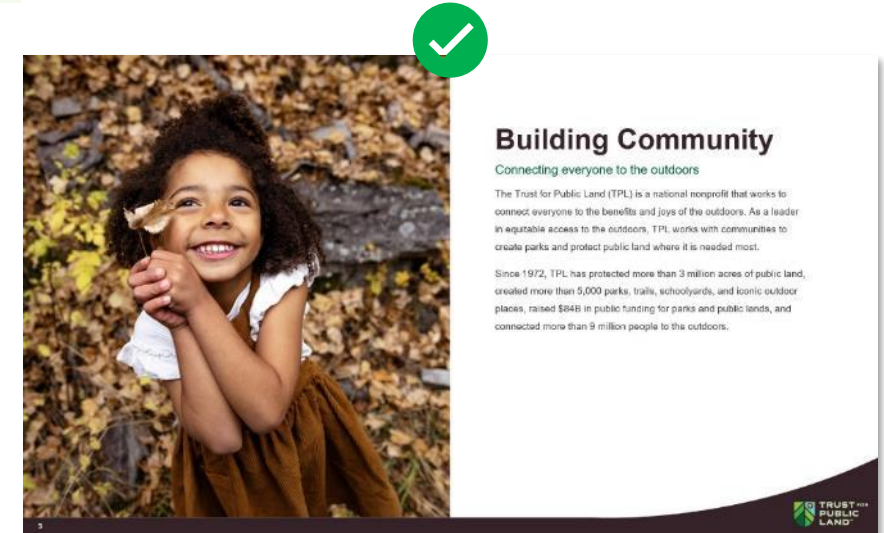 Building Community
Connecting everyone to the outdoors
The Trust for Public Land (TPL) is a national nonprofit that works to
connect everyone to the benefits and joys of the outdoors. As a leader
in equitable access to the outdoors, TPL works with communities to
create parks and protect public land where it is needed most.
Since 1972, TPL has protected more than 3 million acres of public land,
created more than 5,000 parks, trails, schoolyards, and iconic outdoor
places, raised $84B in public funding for parks and public lands, and
connected more than 9 million people to the outdoors.
3
TRUST FOR
PUBLIC
LAND